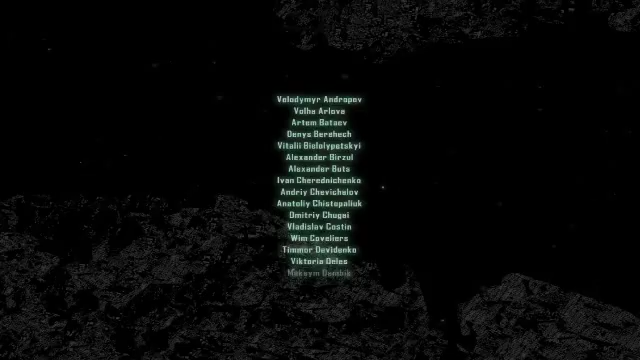 Volodymyr Andropov
Volha Arlova
Artem Bataev
Denys Berehech
Vitalii Bielolypetskyi
Alexander Birzul
Alexander Buts
Ivan Cherednichenko
Andriy Chevichelov
Anatoliy Chistopaliuk
Dmitriy Chugai
Vladislav Costin
Wim Coveliers
Timmor Davidenko
Viktoria Deles